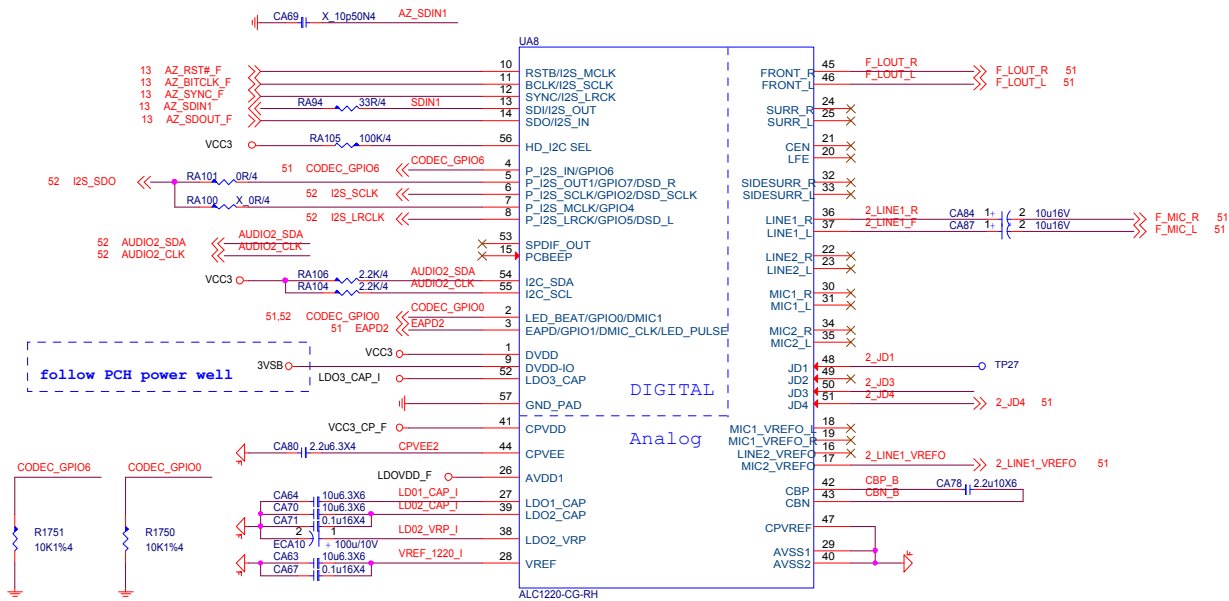 CA69 X_10p50N4 AZ_SDIN1
UA8
13 AZ_RST#_F 10 RSTB/I2S_MCLK
13 AZ_BITCLK_F 11 BCLK/I2S_SCLK
13 AZ_SYNC_F 12 SYNC/I2S_LRCK
13 AZ_SDIN1 RA94 33R/4 SDIN1 13 SDI/I2S_OUT
13 AZ_SDOUT_F 14 SDO/I2S_IN
VCC3 RA105 100K/4 56 HD_I2C SEL
51 CODEC_GPIO6 CODEC_GPIO6 4 P_I2S_IN/GPIO6
52 I2S_SDO RA101 0R/4 5 P_I2S_OUT1/GPIO7/DSD_R
52 I2S_SCLK 6 P_I2S_SCLK/GPIO2/DSD_SCLK
RA100 X_0R/4 7 P_I2S_MCLK/GPIO4
52 I2S_LRCLK 8 P_I2S_LRCK/GPIO5/DSD_L
52 AUDIO2_SDA AUDIO2_SDA 53 SPDIF_OUT
52 AUDIO2_CLK AUDIO2_CLK 15 PCBEEP
VCC3 RA106 2.2K/4 AUDIO2_SDA 54 I2C_SDA
RA104 2.2K/4 AUDIO2_CLK 55 I2C_SCL
51,52 CODEC_GPIO0 CODEC_GPIO0 2 LED_BEAT/GPIO0/DMIC1
51 EAPD2 EAPD2 3 EAPD/GPIO1/DMIC_CLK/LED_PULSE
VCC3 1 DVDD
follow PCH power well 3VSB 9 DVDD-IO
LDO3_CAP_I 52 LDO3_CAP
57 GND_PAD
DIGITAL
Analog
VCC3_CP_F 41 CPVDD
F CA80 2.2u6.3X4 CPVEE2 44 CPVEE
LDOVDD_F 26 AVDD1
CA64 10u6.3X6 LD01_CAP_I 27 LDO1_CAP
CA70 10u6.3X6 LD02_CAP_I 39 LDO2_CAP
F CA71 0.1u16X4
2 1 LD02_VRP_I 38 LDO2_VRP
ECA10 + 100u/10V
F CA63 10u6.3X6 VREF_1220_I 28 VREF
CA67 0.1u16X4
ALC1220-CG-RH
CODEC_GPIO6 CODEC_GPIO0
R1751 R1750
10K1%4 10K1%4
FRONT_R 45 F_LOUT_R F_LOUT_R 51
FRONT_L 46 F_LOUT_L F_LOUT_L 51
SURR_R 24
SURR_L 25
CEN 21
LFE 20
SIDESURR_R 32
SIDESURR_L 33
LINE1_R 36 2_LINE1_R CA84 1+ 2 10u16V F_MIC_R 51
LINE1_L 37 2_LINE1_F CA87 1+ 2 10u16V F_MIC_L 51
LINE2_R 22
LINE2_L 23
MIC1_R 30
MIC1_L 31
MIC2_R 34
MIC2_L 35
JD1 48 2_JD1 TP27
JD2 49
JD3 50 2_JD3
JD4 51 2_JD4 2_JD4 51
MIC1_VREFO_L 18
MIC1_VREFO_R 19
LINE2_VREFO 16
MIC2_VREFO 17 2_LINE1_VREFO 2_LINE1_VREFO 51
CBP 42 CBP_B CA78 2.2u10X6
CBN 43 CBN_B
CPVREF 47
AVSS1 29
AVSS2 40 F